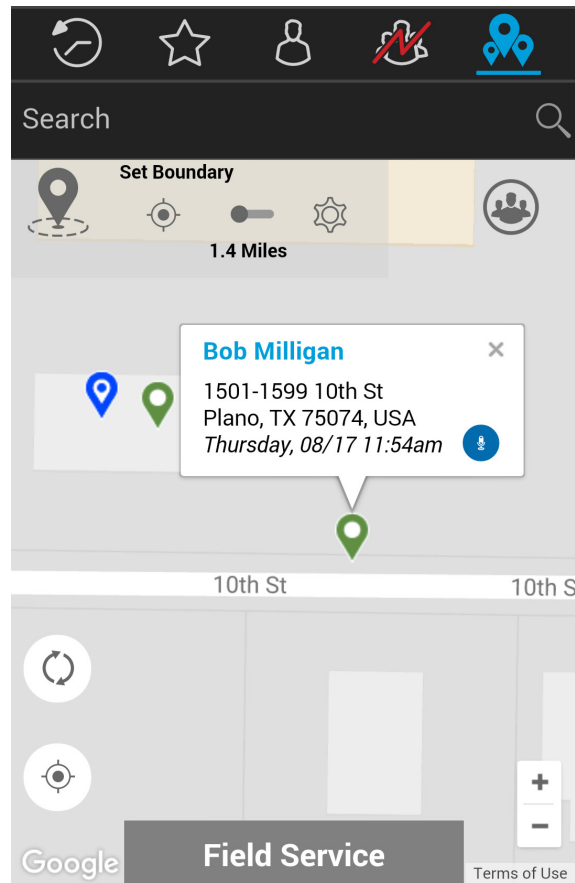 Search
Set Boundary
1.4 Miles
Bob Milligan
1501-1599 10th St
Plano, TX 75074, USA
Thursday, 08/17 11:54am
10th St
10th S
+
−
Google
Field Service
Terms of Use